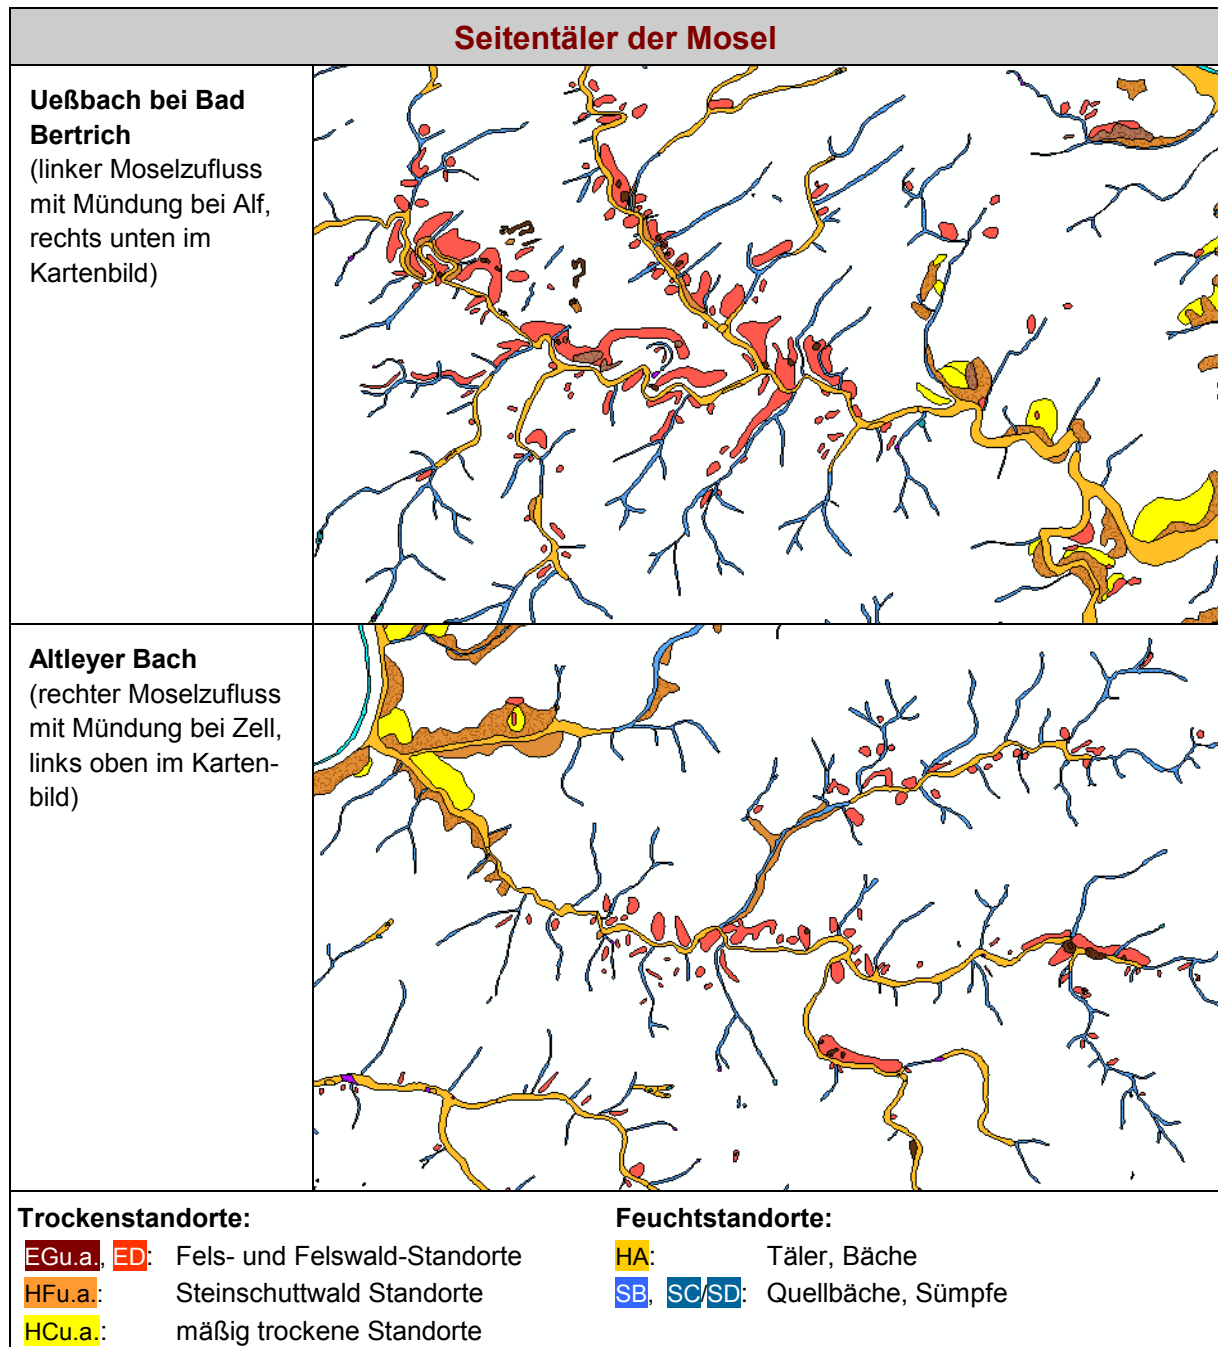 Seitentäler der Mosel
Ueßbach bei Bad
Bertrich
(linker Moselzufluss
mit Mündung bei Alf,
rechts unten im
Kartenbild)
Altleyer Bach
(rechter Moselzufluss
mit Mündung bei Zell,
links oben im Karten-
bild)
Trockenstandorte:
EGu.a., ED: Fels- und Felswald-Standorte
HFu.a.: Steinschuttwald Standorte
HCu.a.: mäßig trockene Standorte
Feuchtstandorte:
HA: Täler, Bäche
SB, SC/SD: Quellbäche, Sümpfe